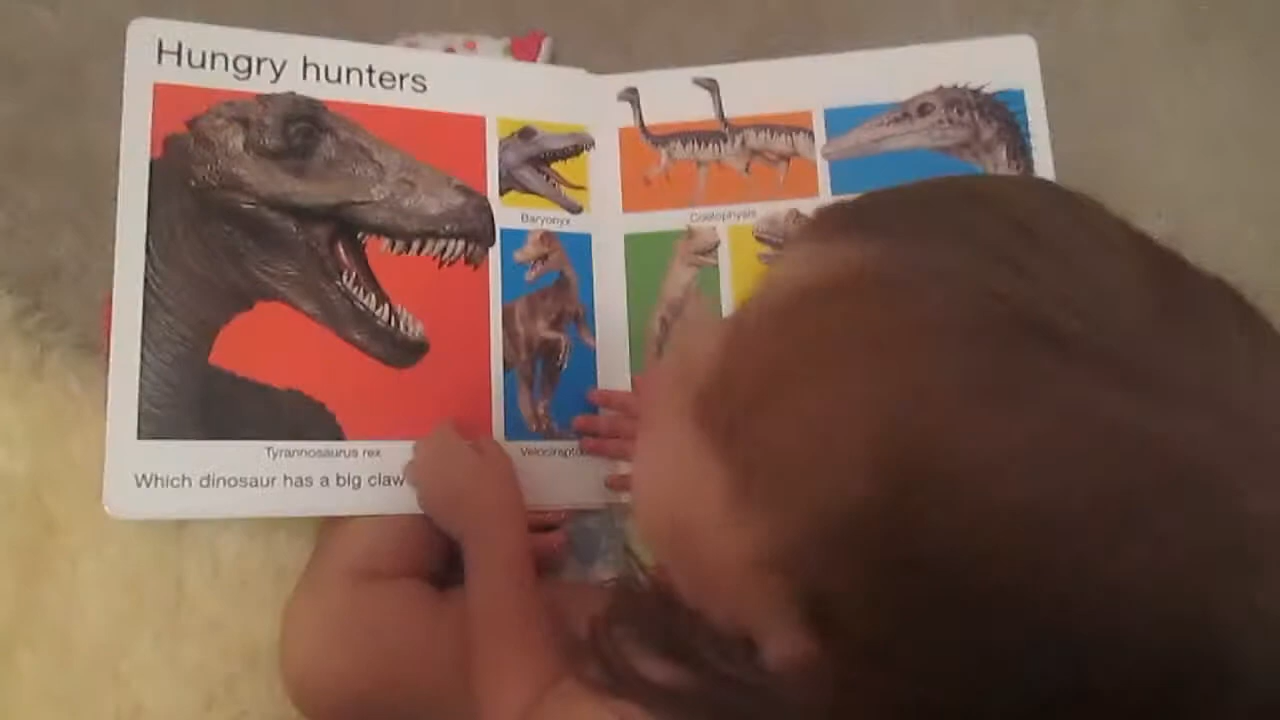 Hungry hunters
Baryonyx
Coelophysis
Tyrannosaurus rex
Which dinosaur has a big claw